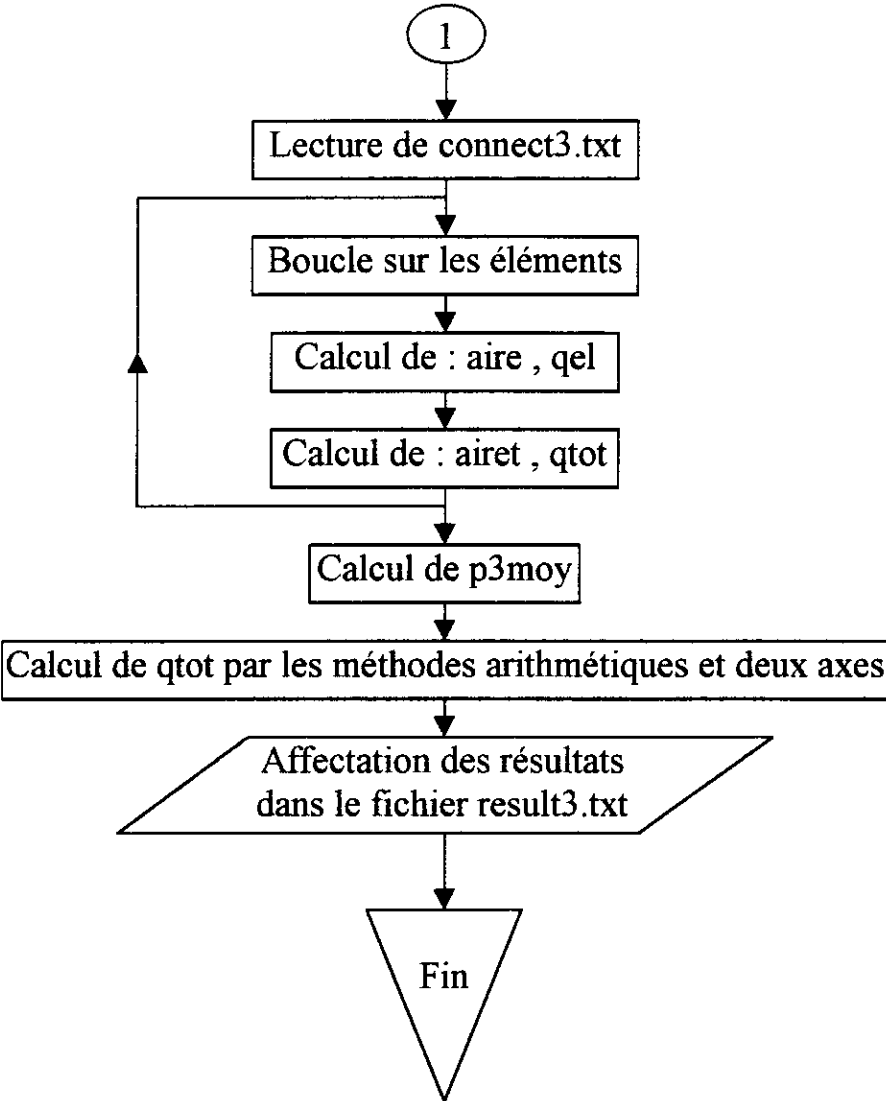 1
Lecture de connect3.txt
Boucle sur les éléments
Calcul de : aire , qel
Calcul de : airet , qtot
Calcul de p3moy
Calcul de qtot par les méthodes arithmétiques et deux axes
Affectation des résultats
dans le fichier result3.txt
Fin